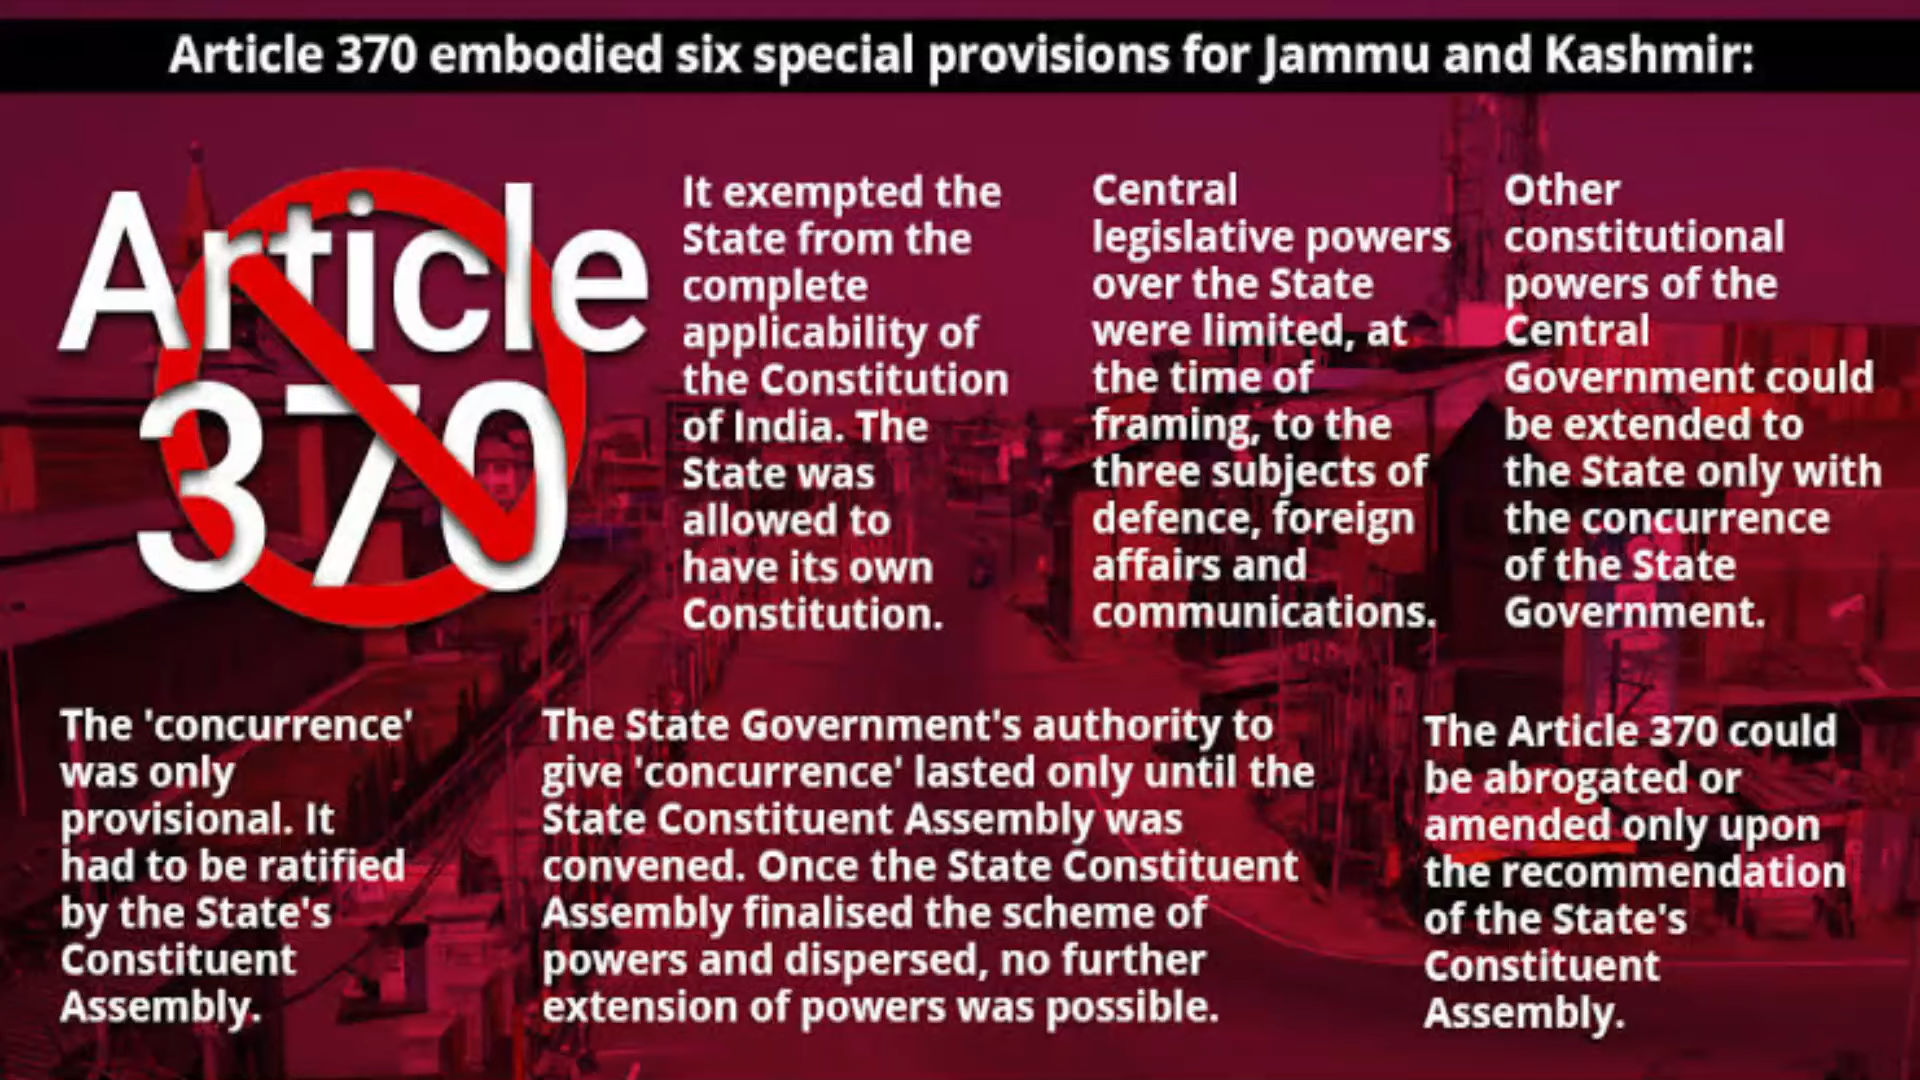 Article 370 embodied six special provisions for Jammu and Kashmir:
Article
370
It exempted the
State from the
complete
applicability of
the Constitution
of India. The
State was
allowed to
have its own
Constitution.
Central
legislative powers
over the State
were limited, at
the time of
framing, to the
three subjects of
defence, foreign
affairs and
communications.
Other
constitutional
powers of the
Central
Government could
be extended to
the State only with
the concurrence
of the State
Government.
The 'concurrence'
was only
provisional. It
had to be ratified
by the State's
Constituent
Assembly.
The State Government's authority to
give 'concurrence' lasted only until the
State Constituent Assembly was
convened. Once the State Constituent
Assembly finalised the scheme of
powers and dispersed, no further
extension of powers was possible.
The Article 370 could
be abrogated or
amended only upon
the recommendation
of the State's
Constituent
Assembly.